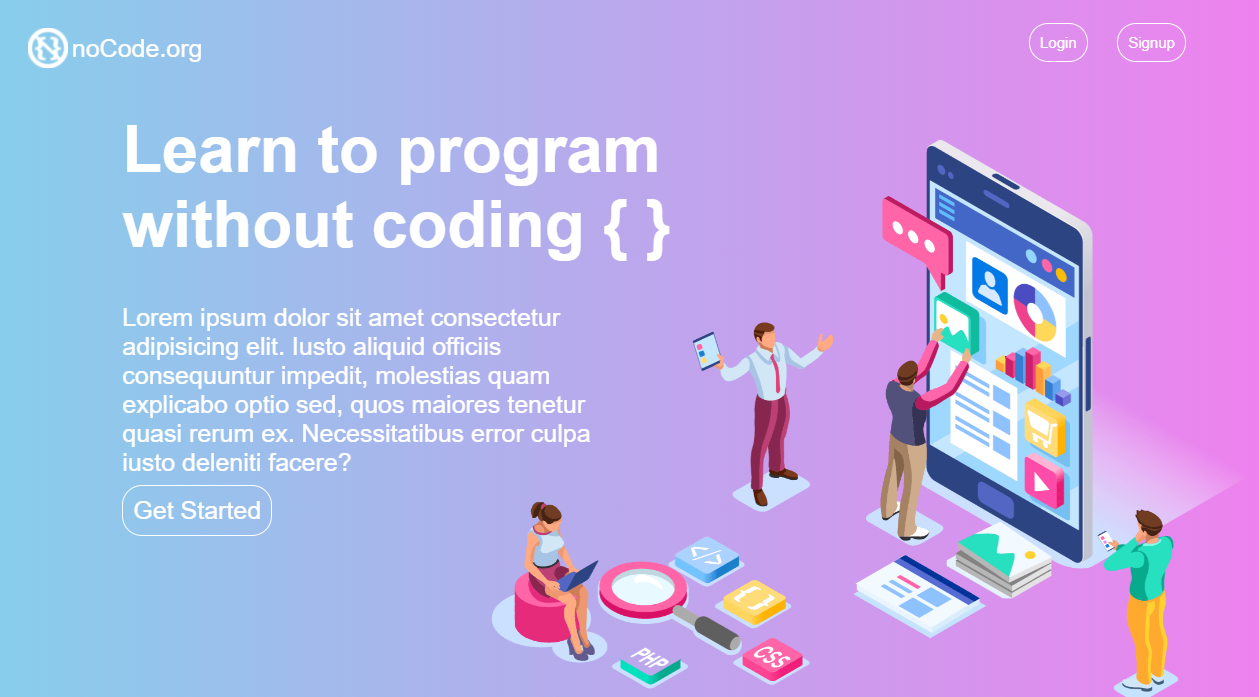 noCode.org
Login
Signup
Learn to program
without coding { }
Lorem ipsum dolor sit amet consectetur
adipisicing elit. Iusto aliquid officiis
consequuntur impedit, molestias quam
explicabo optio sed, quos maiores tenetur
quasi rerum ex. Necessitatibus error culpa
iusto deleniti facere?
Get Started
</>
{ }
PHP
CSS